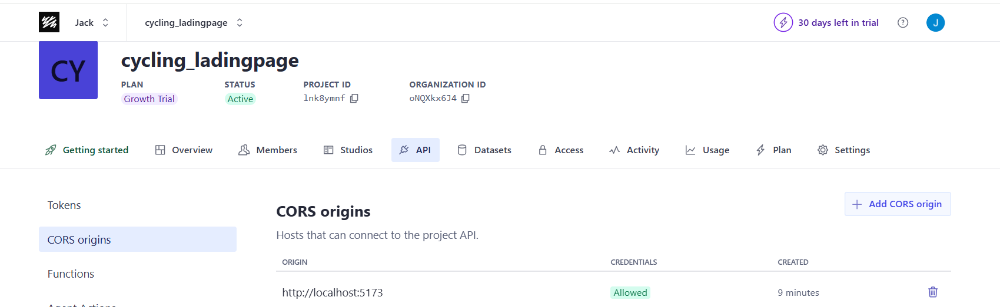 Jack
cycling_ladingpage
30 days left in trial
J
CY
cycling_ladingpage
PLAN STATUS PROJECT ID ORGANIZATION ID
Growth Trial Active lnk8ymnf oNQXkx6J4
Getting started Overview Members Studios API Datasets Access Activity Usage Plan Settings
Tokens
CORS origins
Functions
Agent Actions
CORS origins
Add CORS origin
Hosts that can connect to the project API.
ORIGIN CREDENTIALS CREATED
http://localhost:5173 Allowed 9 minutes